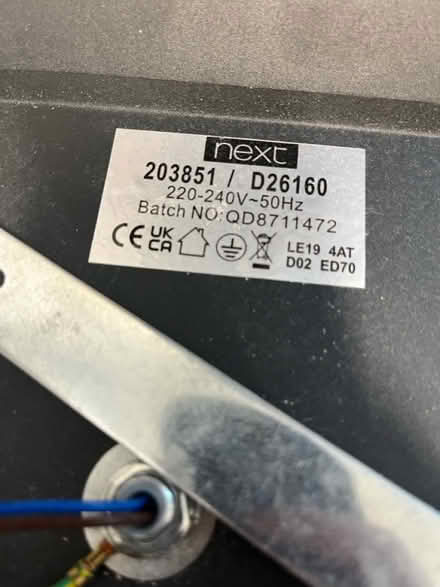 next
203851 / D26160
220-240V~50Hz
Batch NO:QD8711472
CE UK CA
LE19 4AT
D02 ED70